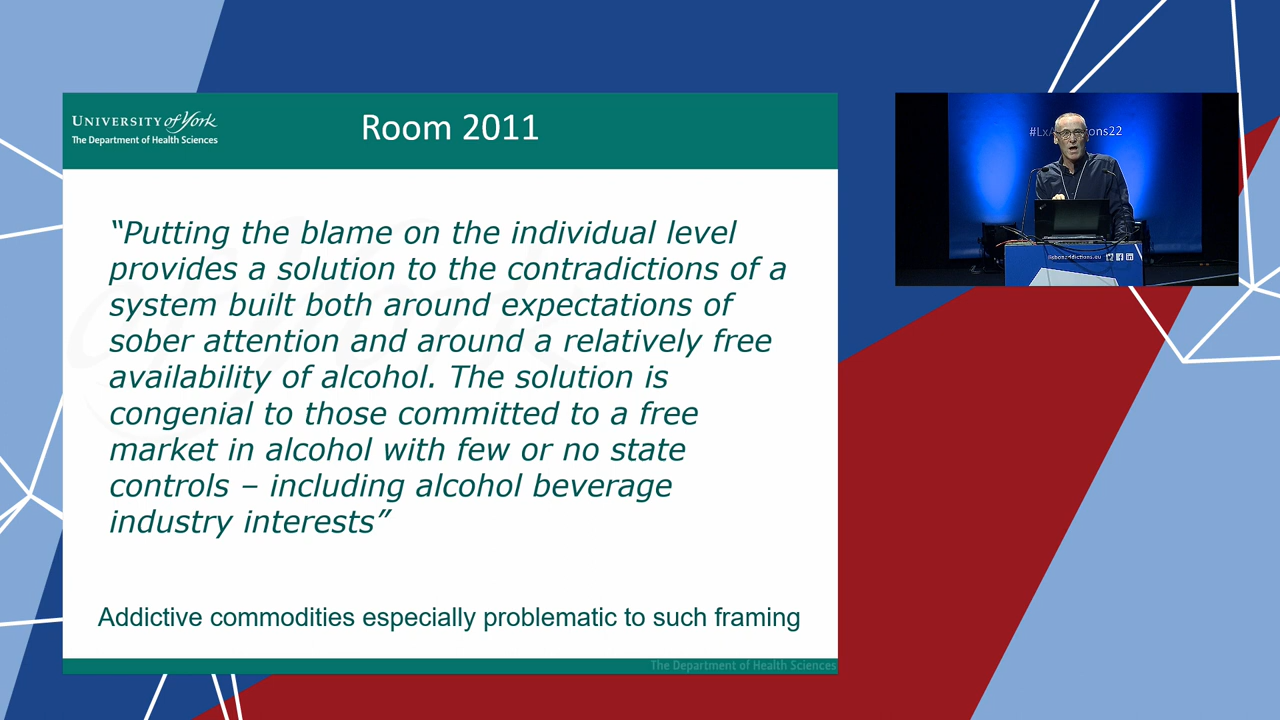 UNIVERSITY of York
The Department of Health Sciences
Room 2011
“Putting the blame on the individual level
provides a solution to the contradictions of a
system built both around expectations of
sober attention and around a relatively free
availability of alcohol. The solution is
congenial to those committed to a free
market in alcohol with few or no state
controls – including alcohol beverage
industry interests”
Addictive commodities especially problematic to such framing
The Department of Health Sciences